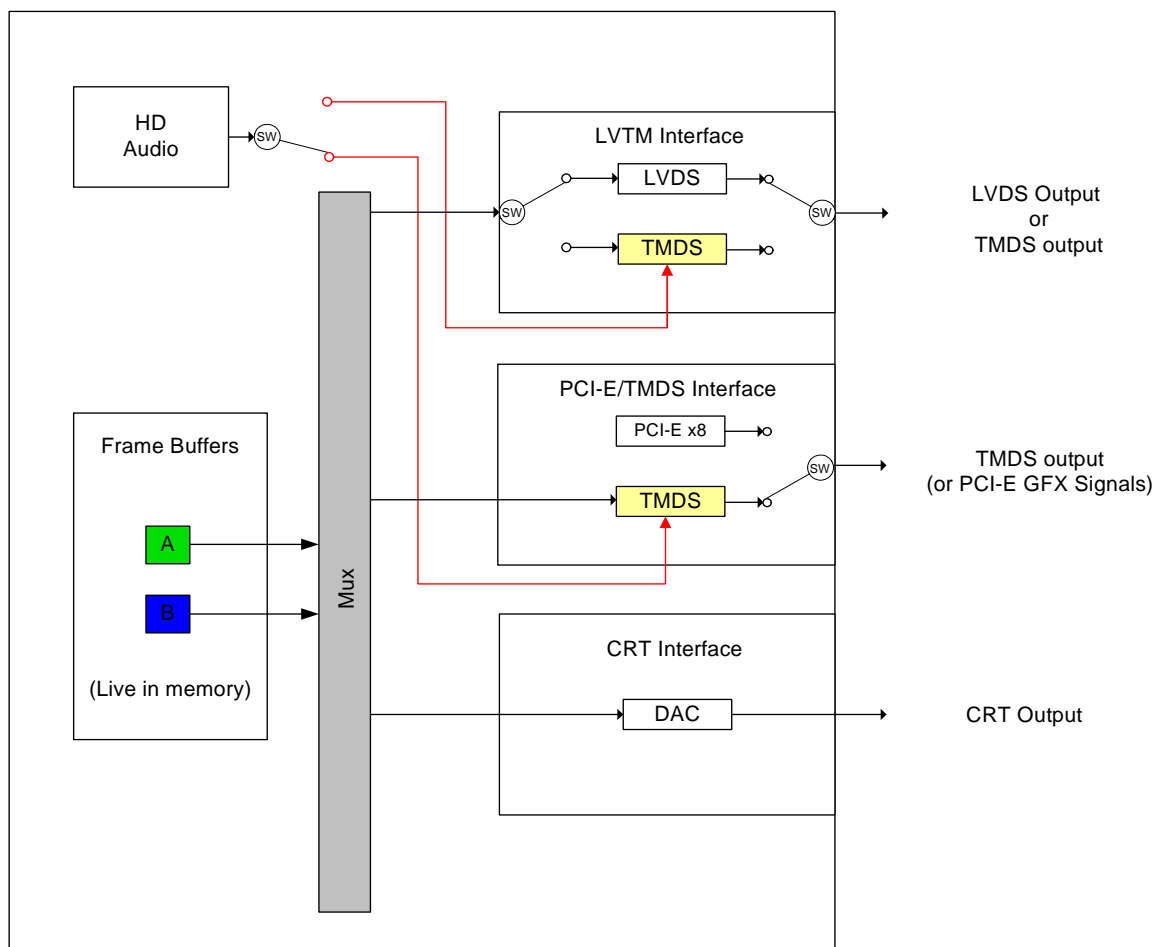 HD
Audio
SW
LVTM Interface
LVDS
SW
SW
TMDS
LVDS Output
or
TMDS output
PCI-E/TMDS Interface
PCI-E x8
SW
TMDS
TMDS output
(or PCI-E GFX Signals)
Frame Buffers
A
B
(Live in memory)
Mux
CRT Interface
DAC
CRT Output